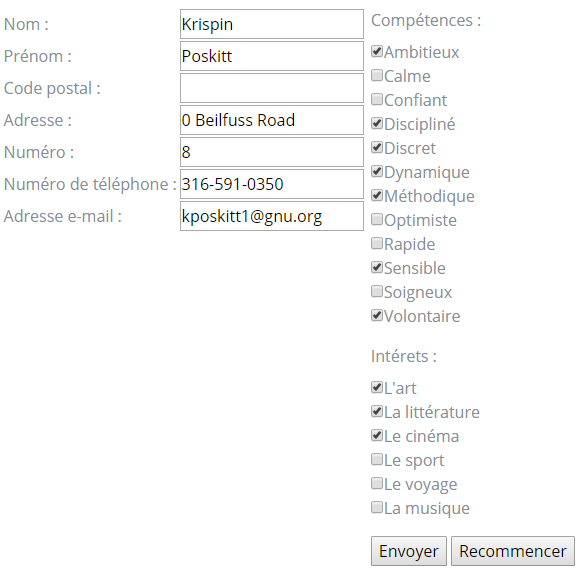 Nom : Krispin
Prénom : Poskitt
Code postal :
Adresse : 0 Beilfuss Road
Numéro : 8
Numéro de téléphone : 316-591-0350
Adresse e-mail : kposkitt1@gnu.org
Compétences :
Ambitieux
Calme
Confiant
Discipliné
Discret
Dynamique
Méthodique
Optimiste
Rapide
Sensible
Soigneux
Volontaire
Intérets :
L'art
La littérature
Le cinéma
Le sport
Le voyage
La musique
Envoyer Recommencer